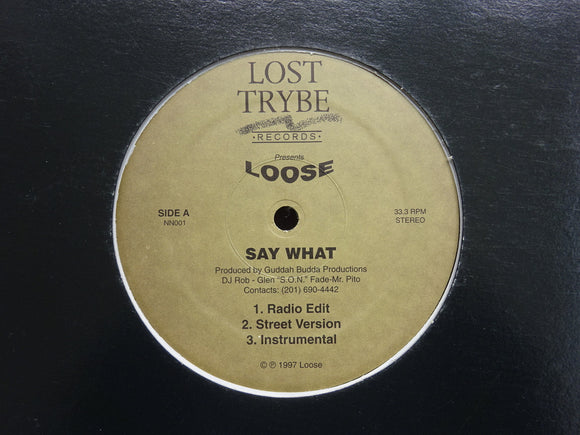 LOST
TRYBE
• RECORDS •
Presents
LOOSE
SIDE A
NN001
33.3 RPM
STEREO
SAY WHAT
Produced by Guddah Budda Productions
DJ Rob - Glen "S.O.N." Fade-Mr. Pito
Contacts: (201) 690-4442
1. Radio Edit
2. Street Version
3. Instrumental
© ℗ 1997 Loose